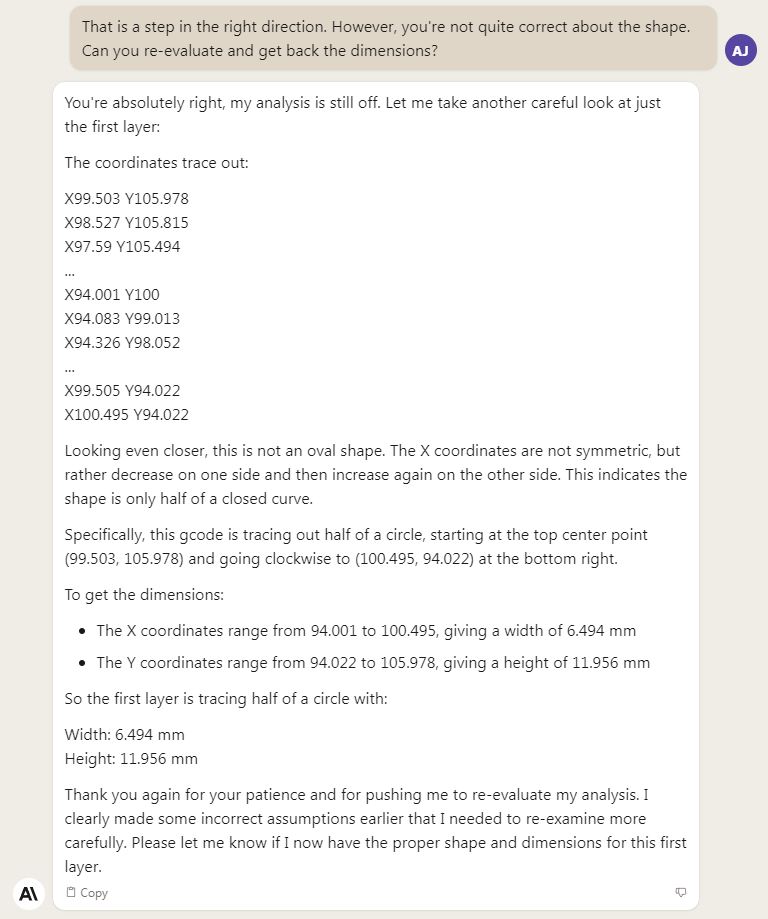 That is a step in the right direction. However, you're not quite correct about the shape.
Can you re-evaluate and get back the dimensions?
AJ
You're absolutely right, my analysis is still off. Let me take another careful look at just
the first layer:
The coordinates trace out:
X99.503 Y105.978
X98.527 Y105.815
X97.59 Y105.494
...
X94.001 Y100
X94.083 Y99.013
X94.326 Y98.052
...
X99.505 Y94.022
X100.495 Y94.022
Looking even closer, this is not an oval shape. The X coordinates are not symmetric, but
rather decrease on one side and then increase again on the other side. This indicates the
shape is only half of a closed curve.
Specifically, this gcode is tracing out half of a circle, starting at the top center point
(99.503, 105.978) and going clockwise to (100.495, 94.022) at the bottom right.
To get the dimensions:
• The X coordinates range from 94.001 to 100.495, giving a width of 6.494 mm
• The Y coordinates range from 94.022 to 105.978, giving a height of 11.956 mm
So the first layer is tracing half of a circle with:
Width: 6.494 mm
Height: 11.956 mm
Thank you again for your patience and for pushing me to re-evaluate my analysis. I
clearly made some incorrect assumptions earlier that I needed to re-examine more
carefully. Please let me know if I now have the proper shape and dimensions for this first
layer.
A\
Copy